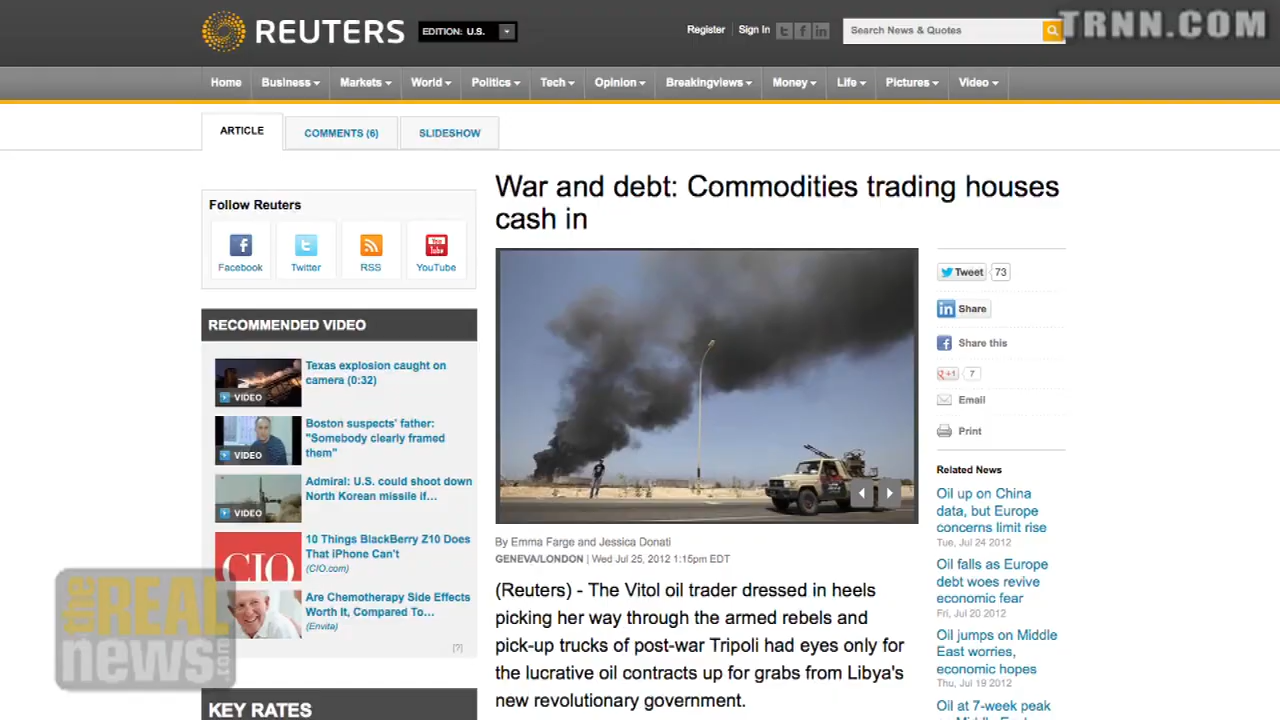 TRNN.COM
REUTERS
EDITION: U.S.
Register
Sign In
Search News & Quotes
Home
Business
Markets
World
Politics
Tech
Opinion
Breakingviews
Money
Life
Pictures
Video
ARTICLE
COMMENTS (6)
SLIDESHOW
Follow Reuters
Facebook
Twitter
RSS
You
Tube
YouTube
RECOMMENDED VIDEO
VIDEO
Texas explosion caught on
camera (0:32)
VIDEO
Boston suspects' father:
"Somebody clearly framed
them"
VIDEO
Admiral: U.S. could shoot down
North Korean missile if...
CIO
10 Things BlackBerry Z10 Does
That iPhone Can't
(CIO.com)
Are Chemotherapy Side Effects
Worth It, Compared To...
(Envita)
[?]
KEY RATES
the REAL
news.com
War and debt: Commodities trading houses
cash in
By Emma Farge and Jessica Donati
GENEVA/LONDON | Wed Jul 25, 2012 1:15pm EDT
(Reuters) - The Vitol oil trader dressed in heels
picking her way through the armed rebels and
pick-up trucks of post-war Tripoli had eyes only for
the lucrative oil contracts up for grabs from Libya's
new revolutionary government.
Tweet 73
in Share
Share this
+1 7
Email
Print
Related News
Oil up on China
data, but Europe
concerns limit rise
Tue, Jul 24 2012
Oil falls as Europe
debt woes revive
economic fear
Fri, Jul 20 2012
Oil jumps on Middle
East worries,
economic hopes
Thu, Jul 19 2012
Oil at 7-week peak